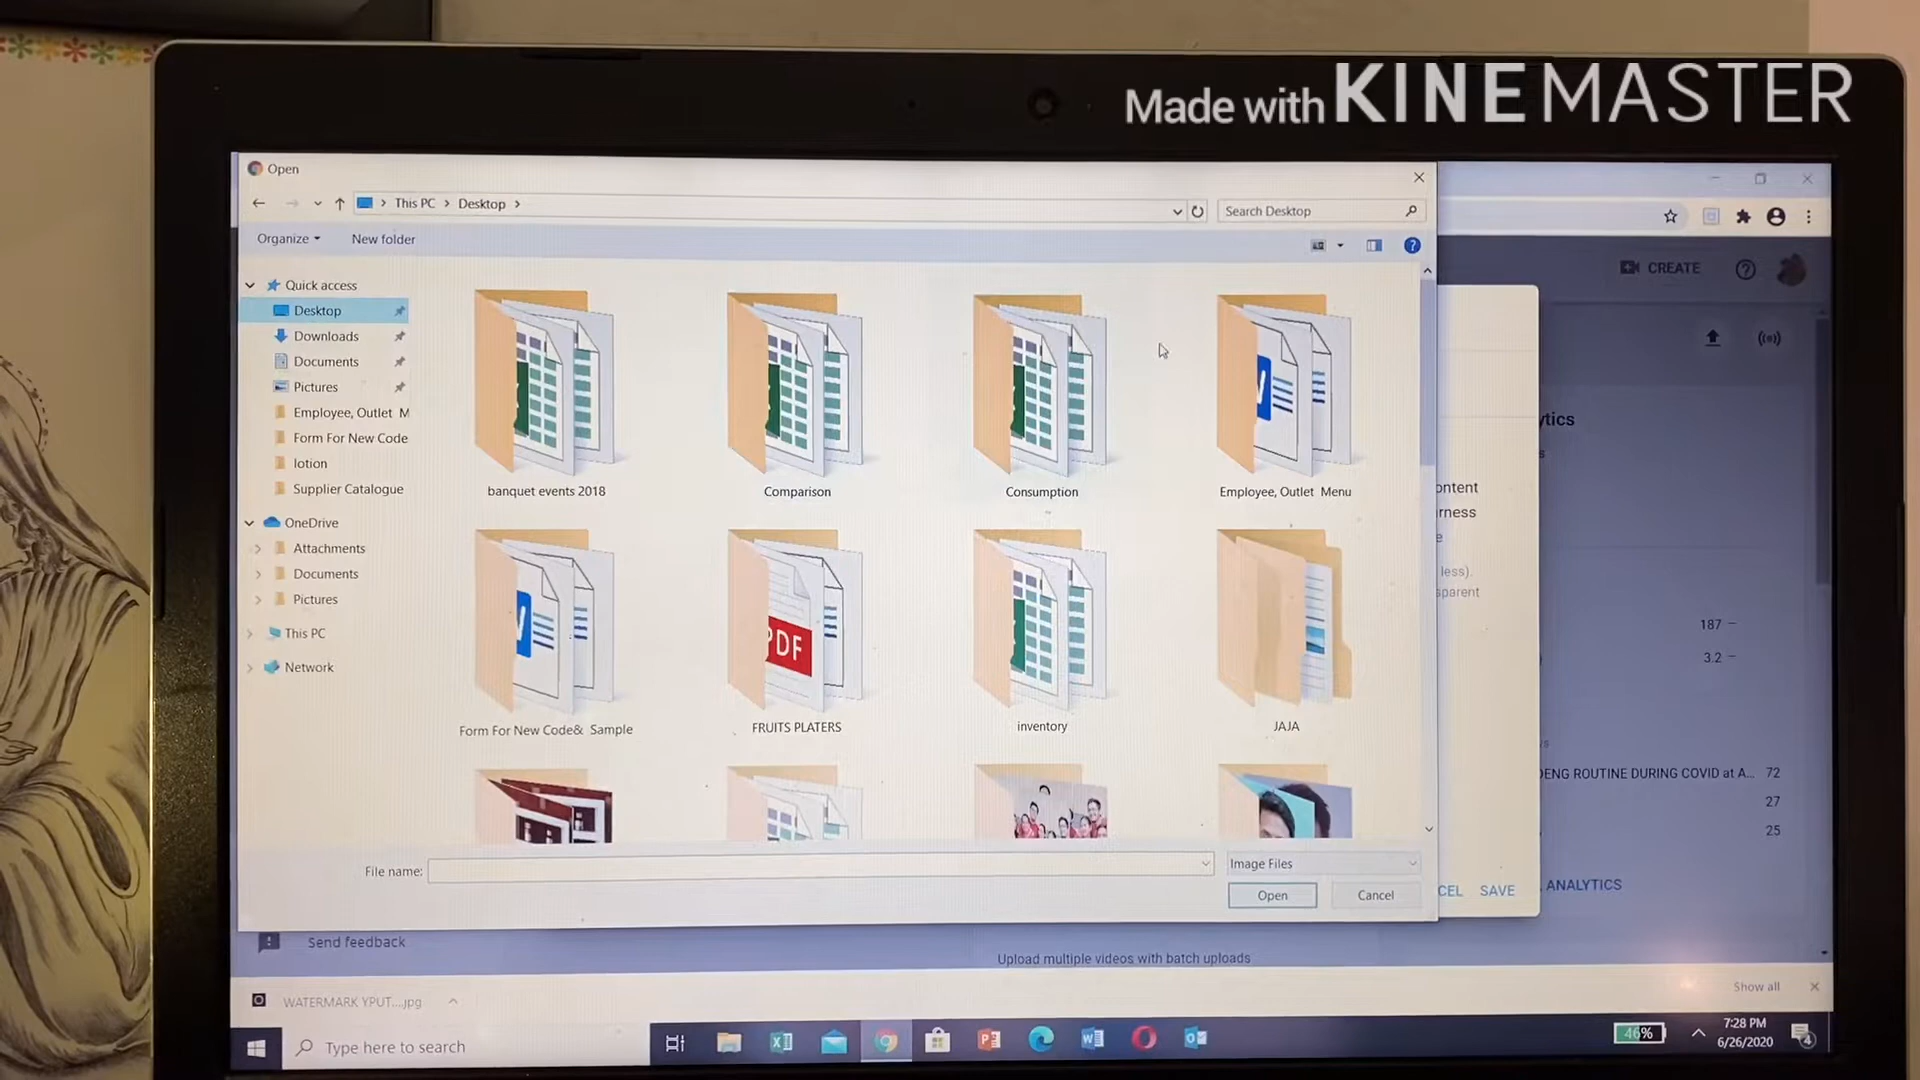 Made with KINEMASTER
Open
This PC > Desktop >
Search Desktop
Organize
New folder
Quick access
Desktop
Downloads
Documents
Pictures
Employee, Outlet M
Form For New Code
lotion
Supplier Catalogue
OneDrive
Attachments
Documents
Pictures
This PC
Network
banquet events 2018
Comparison
Consumption
Employee, Outlet Menu
PDF
Form For New Code& Sample
FRUITS PLATERS
inventory
JAJA
File name:
Image Files
Open
Cancel
CREATE
ytics
ontent
urness
less).
sparent
187 –
3.2 –
DENG ROUTINE DURING COVID at A... 72
27
25
CEL SAVE
ANALYTICS
Send feedback
Upload multiple videos with batch uploads
WATERMARK YPUT....jpg
Show all
Type here to search
46%
7:28 PM
6/26/2020
4